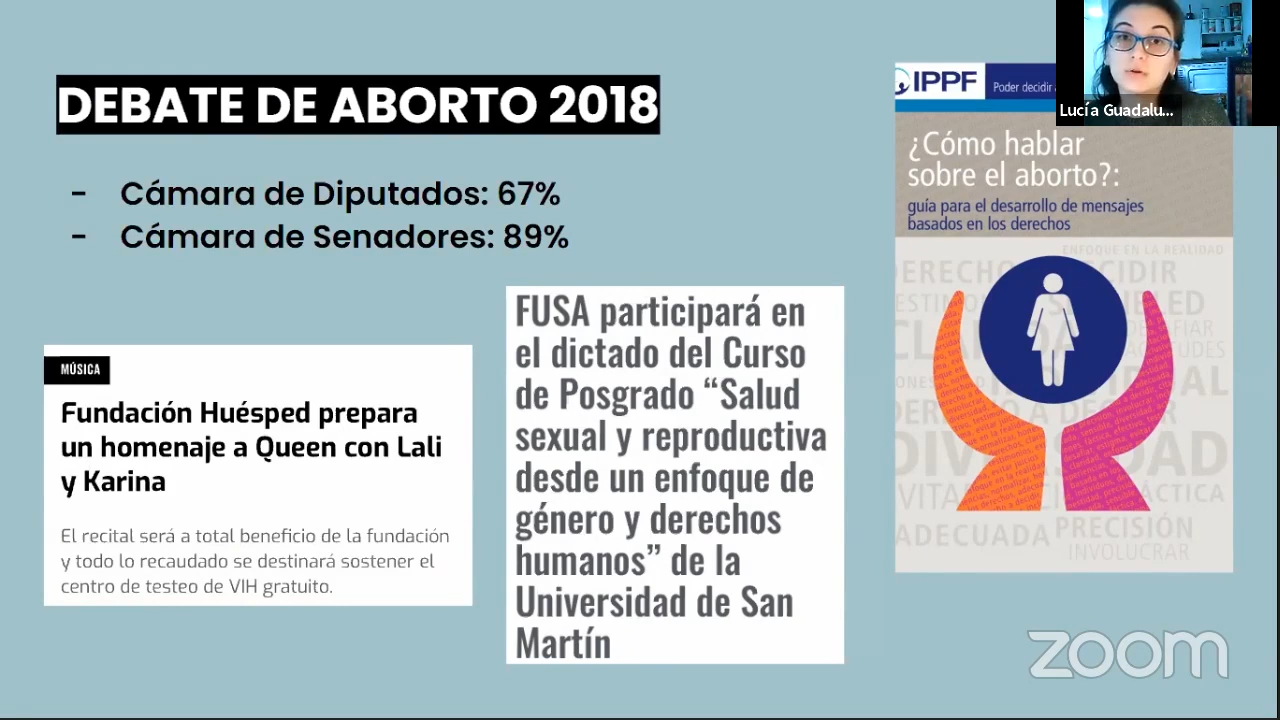 DEBATE DE ABORTO 2018
- Cámara de Diputados: 67%
- Cámara de Senadores: 89%
MÚSICA
Fundación Huésped prepara
un homenaje a Queen con Lali
y Karina
El recital será a total beneficio de la fundación
y todo lo recaudado se destinará sostener el
centro de testeo de VIH gratuito.
FUSA participará en
el dictado del Curso
de Posgrado “Salud
sexual y reproductiva
desde un enfoque de
género y derechos
humanos” de la
Universidad de San
Martín
IPPF
Poder decidir
Lucía Guadalu...
¿Cómo hablar
sobre el aborto?:
guía para el desarrollo de mensajes
basados en los derechos
ENFOQUE EN LA REALIDAD
ADECUADA PRECISIÓN
INVOLUCRAR
zoom